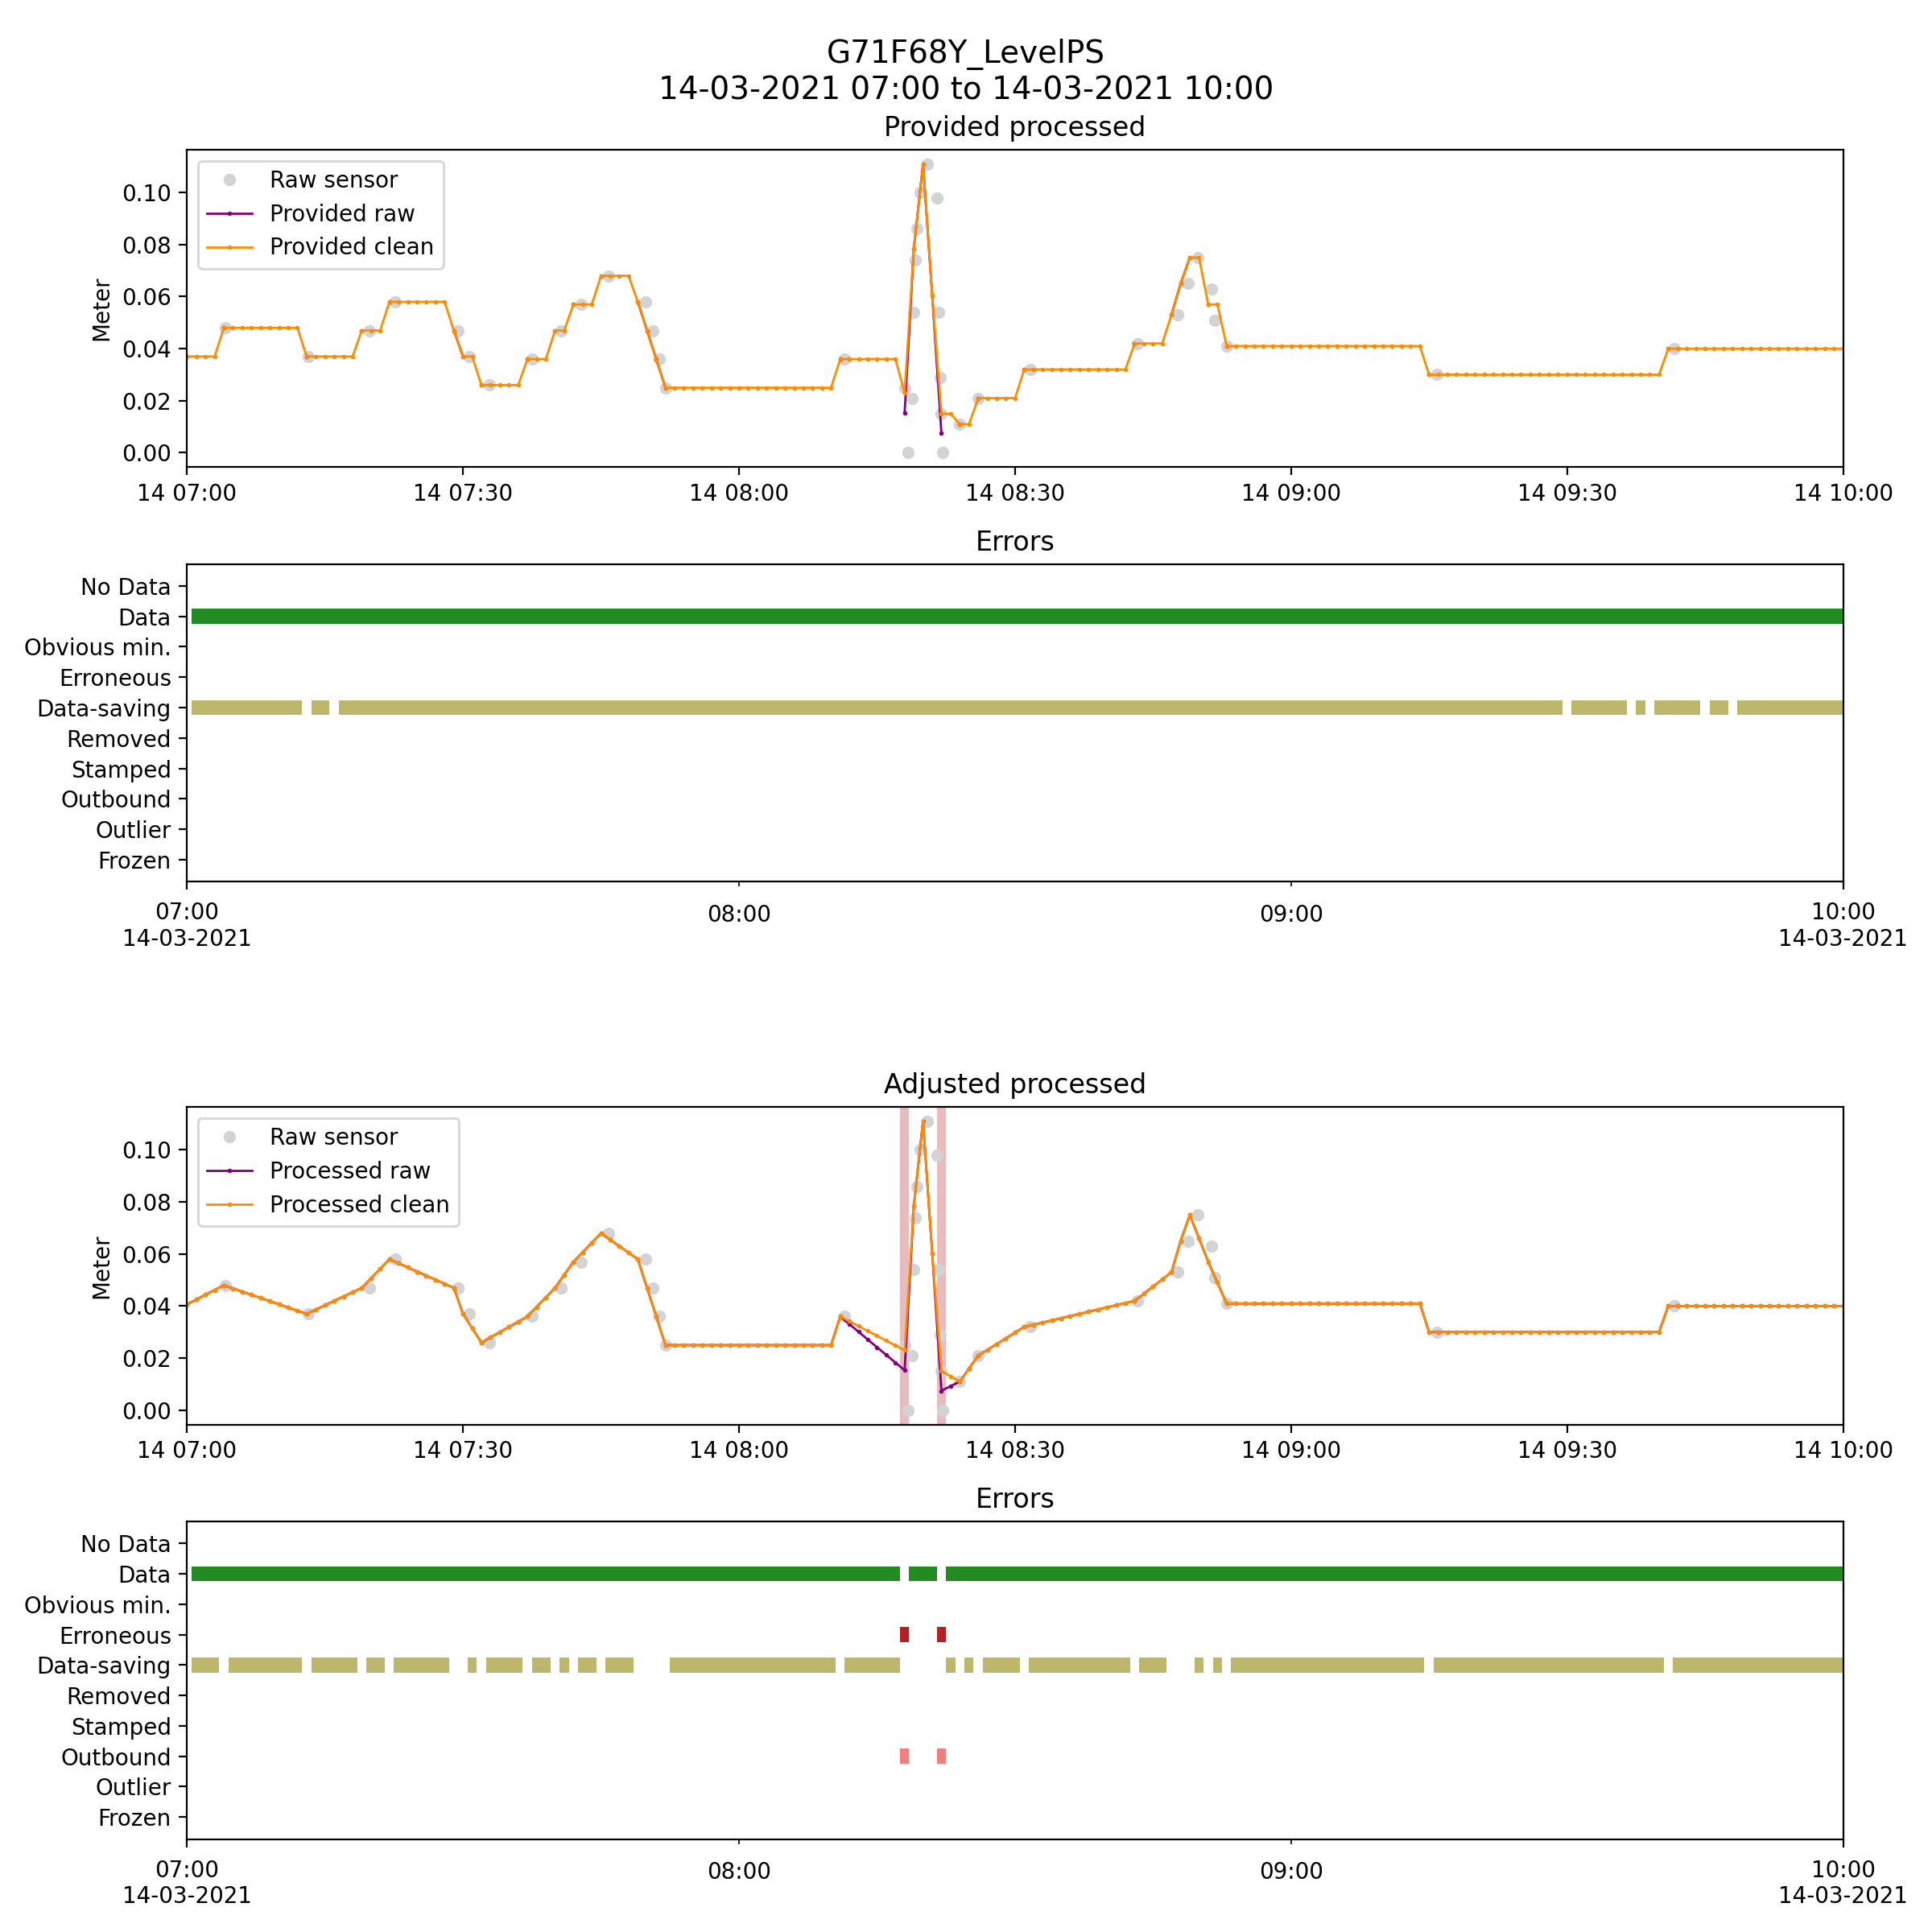 G71F68Y_LevelPS
14-03-2021 07:00 to 14-03-2021 10:00
Provided processed
Meter
0.10
0.08
0.06
0.04
0.02
0.00
Raw sensor
Provided raw
Provided clean
14 07:00 14 07:30 14 08:00 14 08:30 14 09:00 14 09:30 14 10:00
Errors
No Data
Data
Obvious min.
Erroneous
Data-saving
Removed
Stamped
Outbound
Outlier
Frozen
07:00 08:00 09:00 10:00
14-03-2021 14-03-2021
Adjusted processed
Meter
0.10
0.08
0.06
0.04
0.02
0.00
Raw sensor
Processed raw
Processed clean
14 07:00 14 07:30 14 08:00 14 08:30 14 09:00 14 09:30 14 10:00
Errors
No Data
Data
Obvious min.
Erroneous
Data-saving
Removed
Stamped
Outbound
Outlier
Frozen
07:00 08:00 09:00 10:00
14-03-2021 14-03-2021